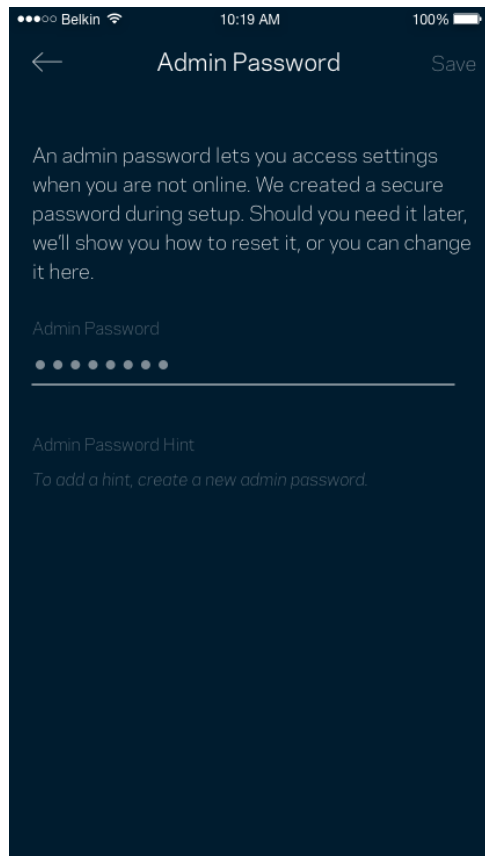 Belkin 10:19 AM 100%
Admin Password Save
An admin password lets you access settings
when you are not online. We created a secure
password during setup. Should you need it later,
we'll show you how to reset it, or you can change
it here.
Admin Password
Admin Password Hint
To add a hint, create a new admin password.